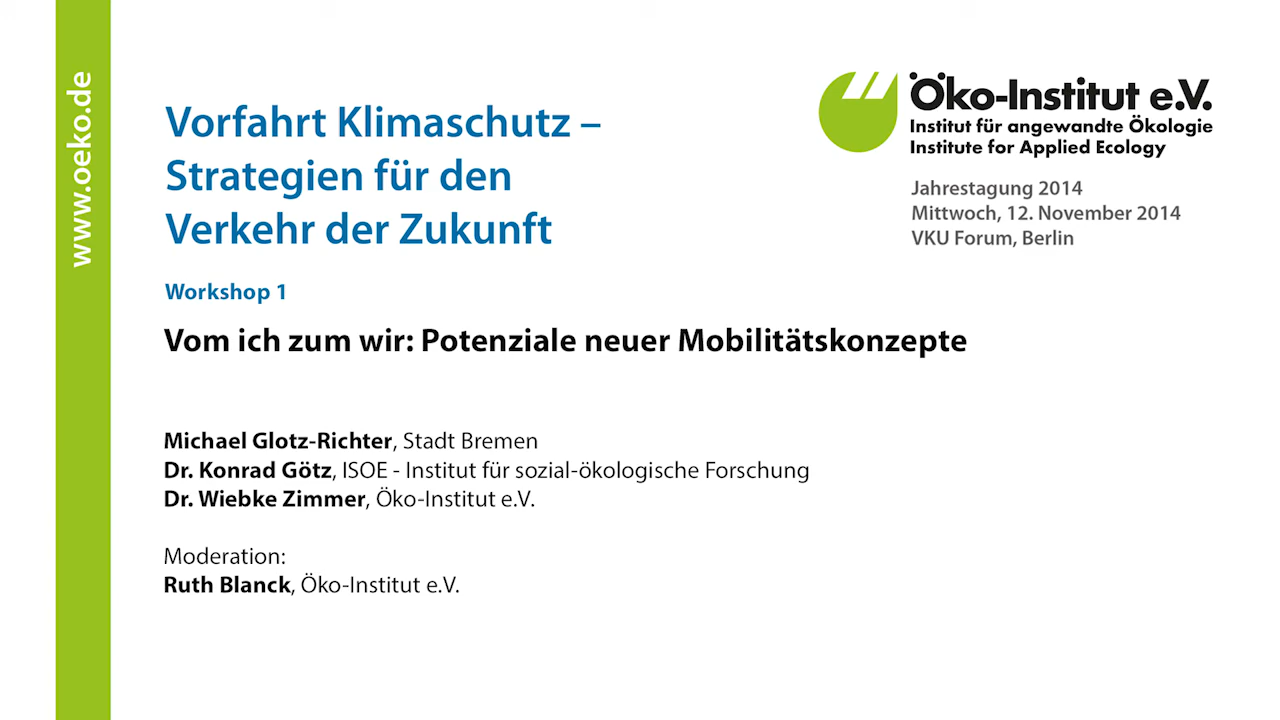 www.oeko.de
Vorfahrt Klimaschutz –
Strategien für den
Verkehr der Zukunft
Öko-Institut e.V.
Institut für angewandte Ökologie
Institute for Applied Ecology
Jahrestagung 2014
Mittwoch, 12. November 2014
VKU Forum, Berlin
Workshop 1
Vom ich zum wir: Potenziale neuer Mobilitätskonzepte
Michael Glotz-Richter, Stadt Bremen
Dr. Konrad Götz, ISOE - Institut für sozial-ökologische Forschung
Dr. Wiebke Zimmer, Öko-Institut e.V.
Moderation:
Ruth Blanck, Öko-Institut e.V.